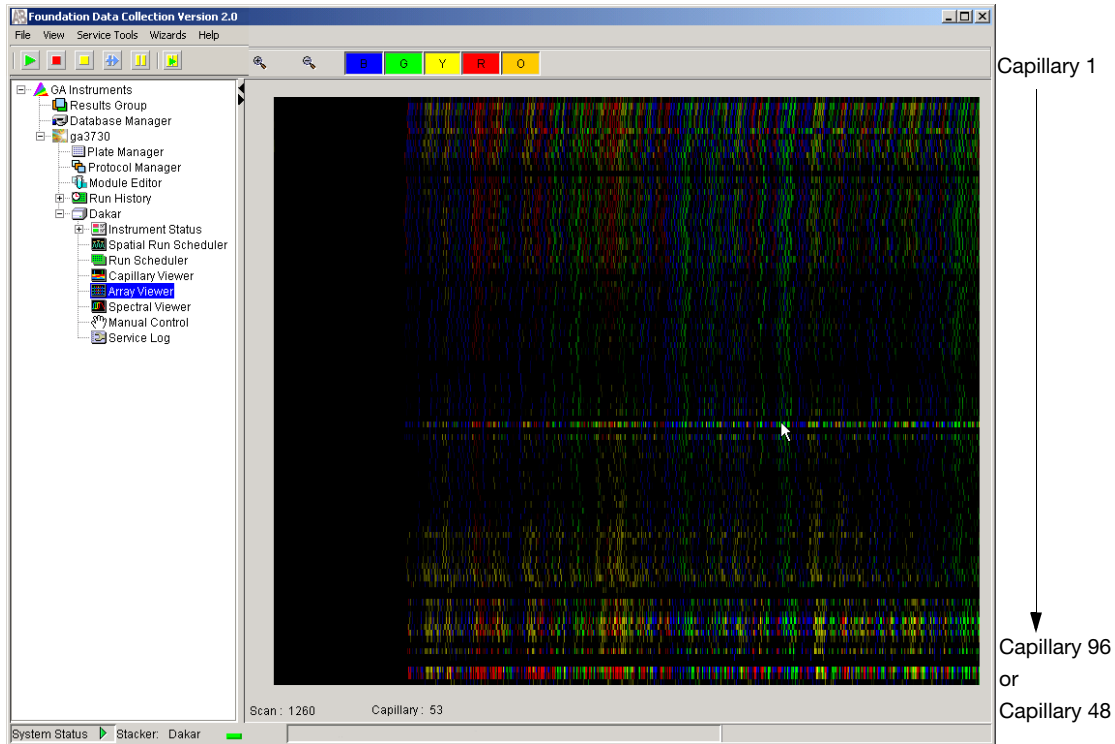 Foundation Data Collection Version 2.0
File View Service Tools Wizards Help
B G Y R O
GA Instruments
Results Group
Database Manager
ga3730
Plate Manager
Protocol Manager
Module Editor
Run History
Dakar
Instrument Status
Spatial Run Scheduler
Run Scheduler
Capillary Viewer
Array Viewer
Spectral Viewer
Manual Control
Service Log
Scan : 1260 Capillary : 53
System Status Stacker: Dakar
Capillary 1
Capillary 96
or
Capillary 48